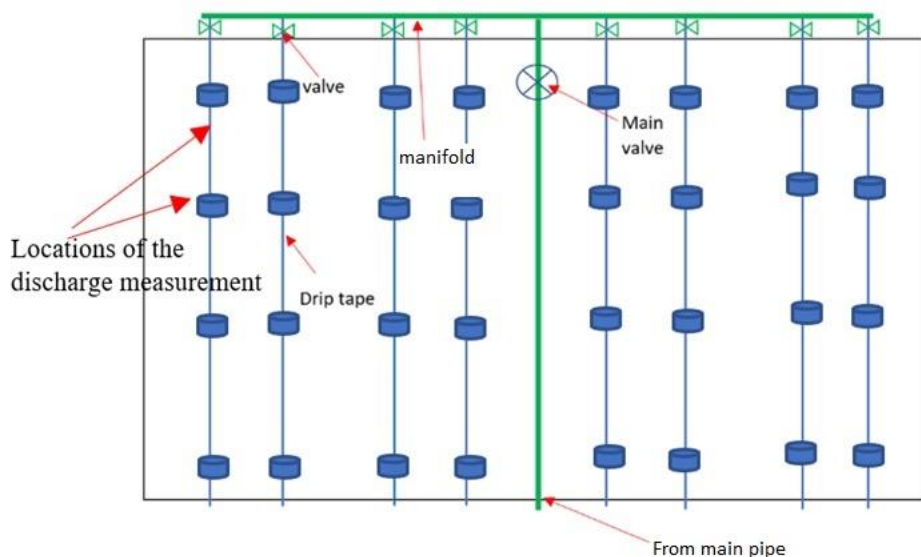 valve
Main
valve
manifold
Locations of the
discharge measurement
Drip tape
From main pipe